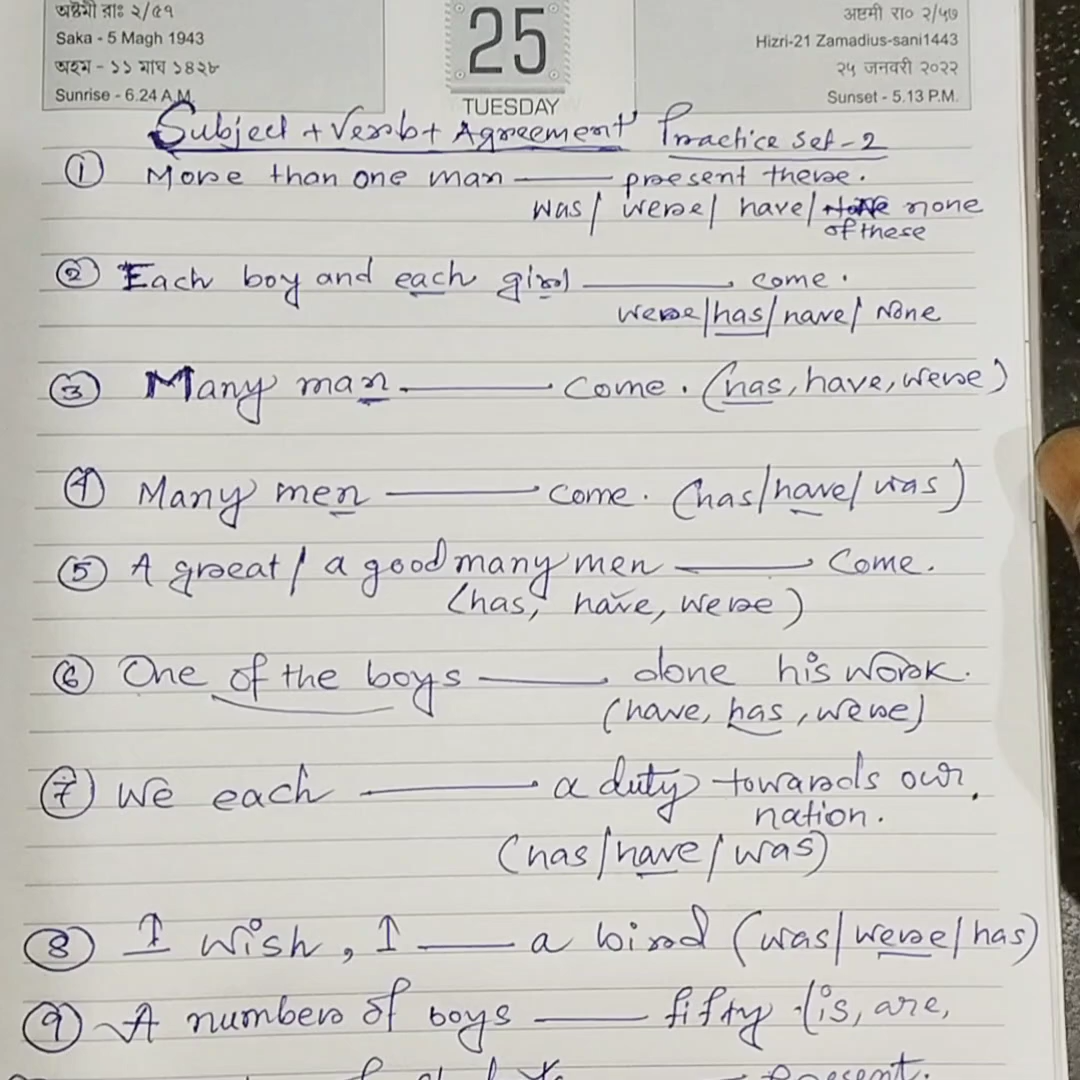 অষ্টমী রাঃ ২/৫৭
Saka - 5 Magh 1943
অহম - ১১ মাঘ ১৪২৮
Sunrise - 6.24 A.M.
25
TUESDAY
अष्टमी रा० २/५७
Hizri-21 Zamadius-sani1443
२५ जनवरी २०२२
Sunset - 5.13 P.M.
Subject + Verb + Agreement Practice set - 2
① More than one man ——— present there.
was / were / have / none
of these
② Each boy and each girl ——— come.
were / has / have / None
③ Many man ——— come. (has, have, were)
④ Many men ——— come. (has / have / was)
⑤ A great / a good many men ——— come.
(has, have, were)
⑥ One of the boys ——— done his work.
(have, has, were)
⑦ We each ——— a duty towards our
nation.
(has / have / was)
⑧ I wish, I ——— a bird (was / were / has)
⑨ A number of boys ——— fifty. (is, are,
present.